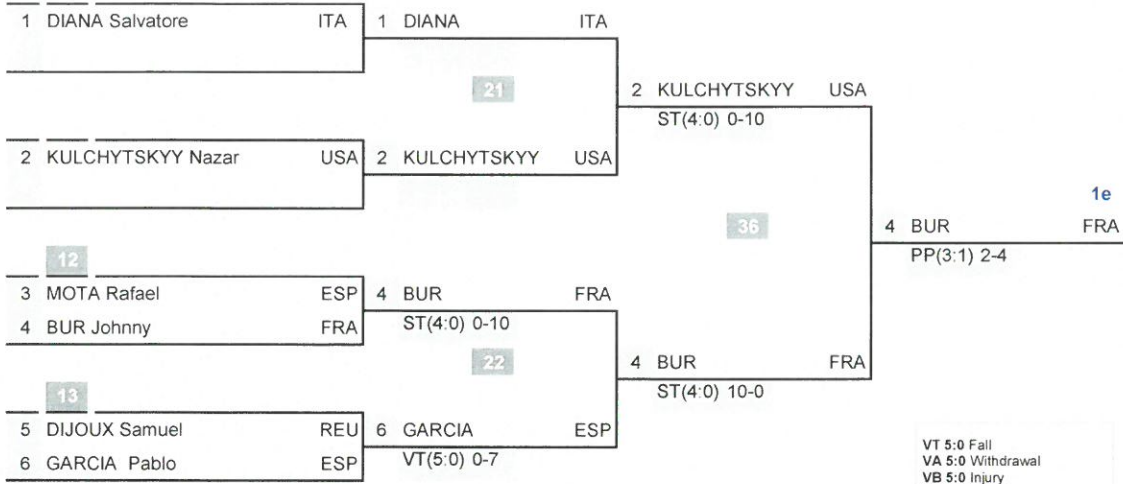 1 DIANA Salvatore ITA
1 DIANA ITA
21
2 KULCHYTSKYY USA
ST(4:0) 0-10
2 KULCHYTSKYY Nazar USA
2 KULCHYTSKYY USA
1e
36
4 BUR FRA
PP(3:1) 2-4
12
3 MOTA Rafael ESP
4 BUR FRA
4 BUR Johnny FRA
ST(4:0) 0-10
22
4 BUR FRA
ST(4:0) 10-0
13
5 DIJOUX Samuel REU
6 GARCIA ESP
6 GARCIA Pablo ESP
VT(5:0) 0-7
VT 5:0 Fall
VA 5:0 Withdrawal
VB 5:0 Injury